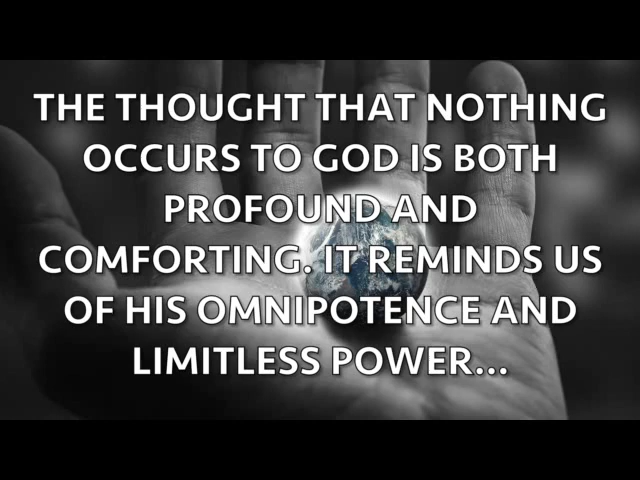 THE THOUGHT THAT NOTHING
OCCURS TO GOD IS BOTH
PROFOUND AND
COMFORTING. IT REMINDS US
OF HIS OMNIPOTENCE AND
LIMITLESS POWER...